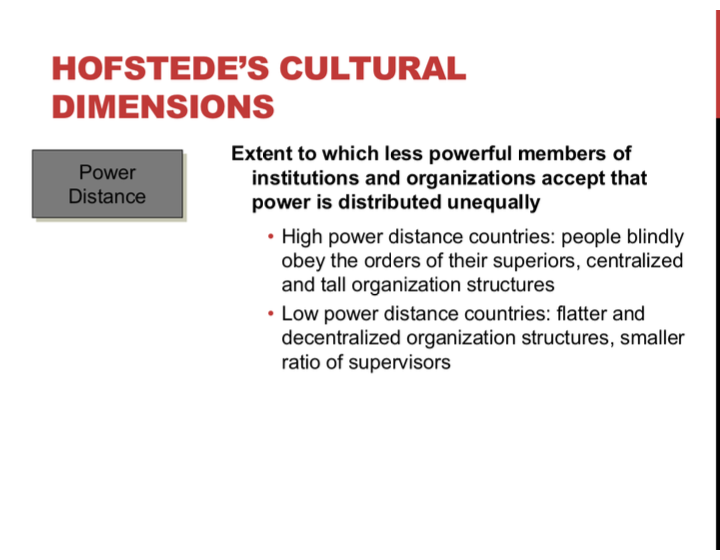 HOFSTEDE’S CULTURAL
DIMENSIONS
Power
Distance
Extent to which less powerful members of
institutions and organizations accept that
power is distributed unequally
• High power distance countries: people blindly
obey the orders of their superiors, centralized
and tall organization structures
• Low power distance countries: flatter and
decentralized organization structures, smaller
ratio of supervisors